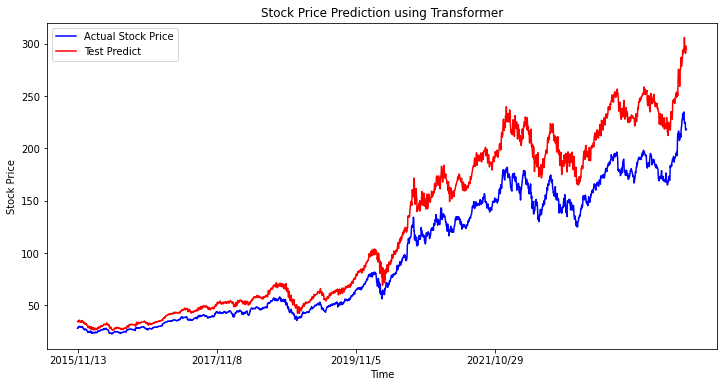 Stock Price Prediction using Transformer
Actual Stock Price
Test Predict
300
250
200
150
100
50
Stock Price
2015/11/13
2017/11/8
2019/11/5
2021/10/29
Time